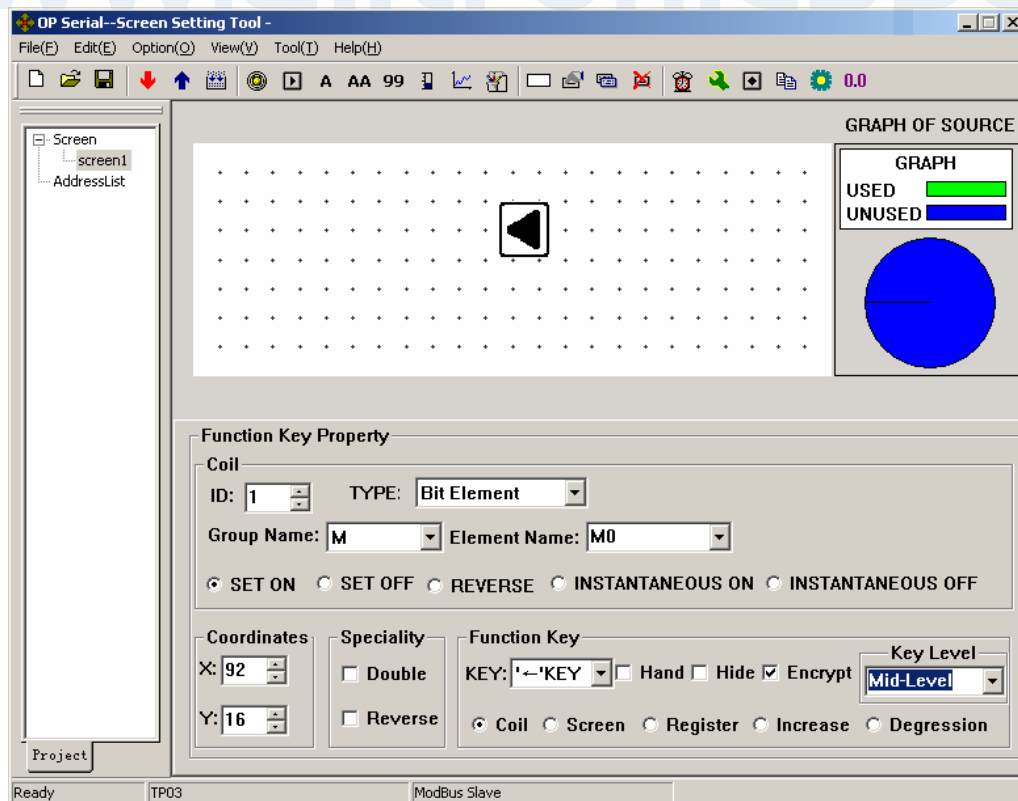 OP Serial--Screen Setting Tool -
File(F) Edit(E) Option(O) View(V) Tool(T) Help(H)
A AA 99 0.0
Screen
screen1
AddressList
GRAPH OF SOURCE
GRAPH
USED
UNUSED
Function Key Property
Coil
ID: 1 TYPE: Bit Element
Group Name: M Element Name: M0
SET ON SET OFF REVERSE INSTANTANEOUS ON INSTANTANEOUS OFF
Coordinates Speciality Function Key
Key Level
X: 92 Double KEY: '←'KEY Hand Hide Encrypt Mid-Level
Y: 16 Reverse Coil Screen Register Increase Degression
Project
Ready TP03 ModBus Slave